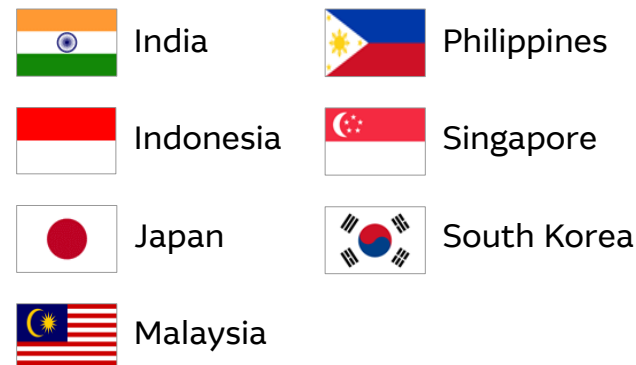 India
Indonesia
Japan
Malaysia
Philippines
Singapore
South Korea